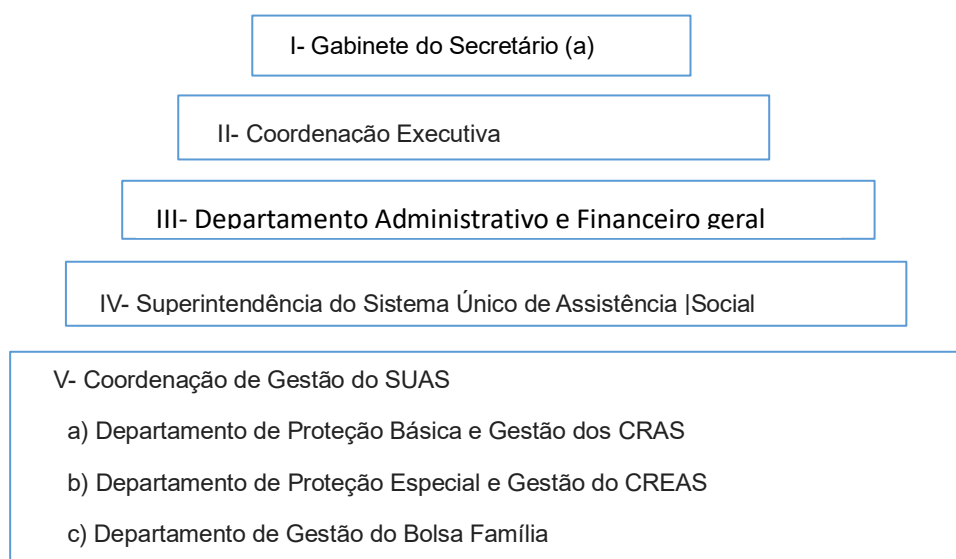 I- Gabinete do Secretário (a)
II- Coordenação Executiva
III- Departamento Administrativo e Financeiro geral
IV- Superintendência do Sistema Único de Assistência |Social
V- Coordenação de Gestão do SUAS
a) Departamento de Proteção Básica e Gestão dos CRAS
b) Departamento de Proteção Especial e Gestão do CREAS
c) Departamento de Gestão do Bolsa Família